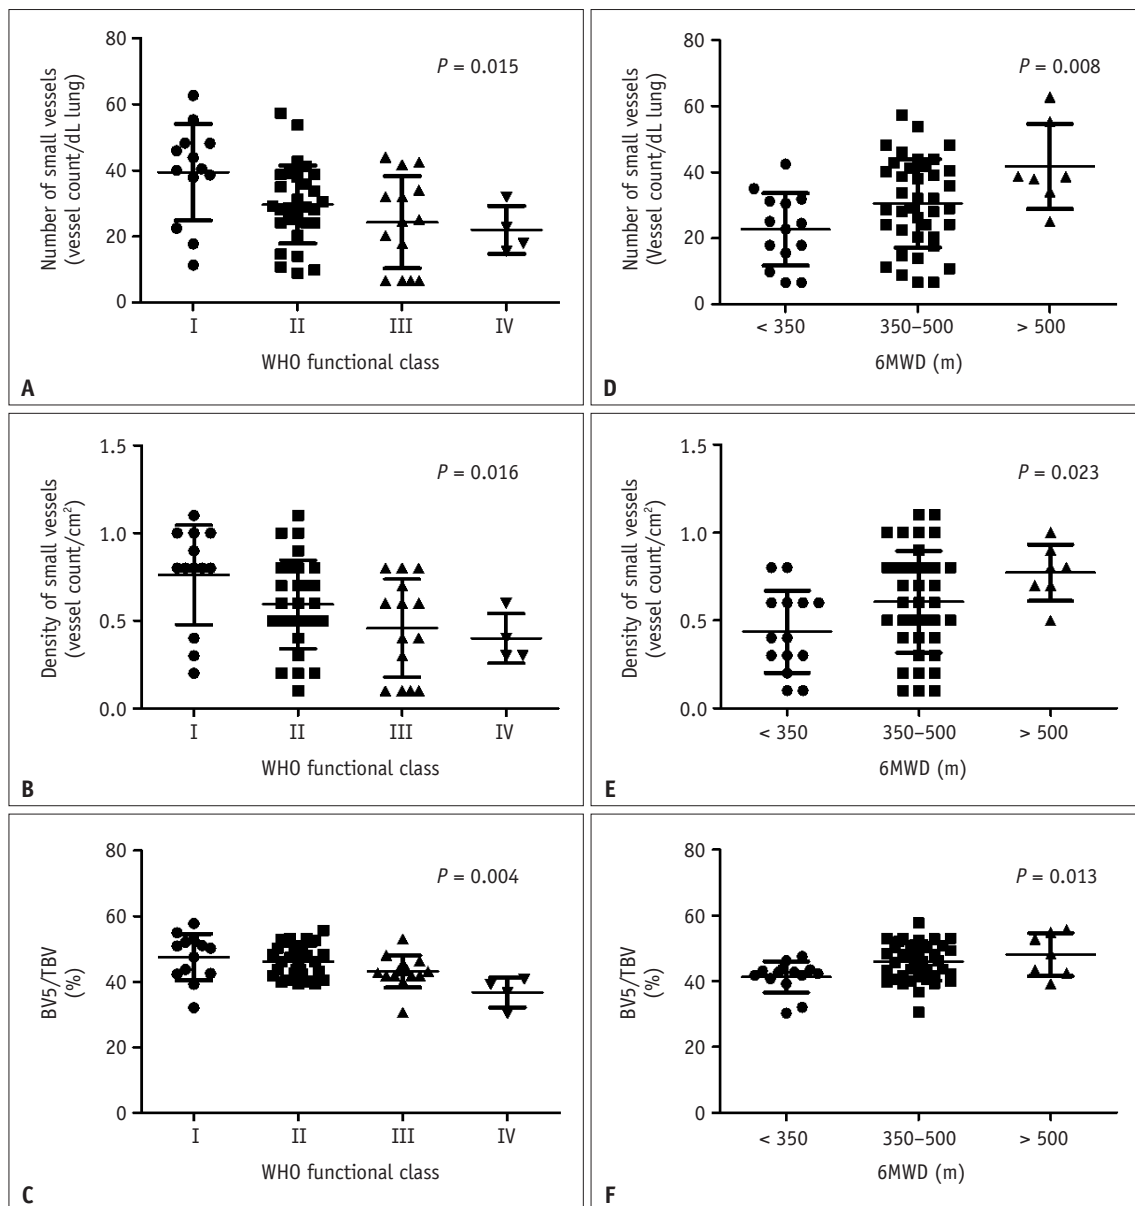 Number of small vessels
(vessel count/dL lung)
80
60
40
20
0
P = 0.015
I II III IV
WHO functional class
A
Number of small vessels
(Vessel count/dL lung)
80
60
40
20
0
P = 0.008
< 350 350–500 > 500
6MWD (m)
D
Density of small vessels
(vessel count/cm²)
1.5
1.0
0.5
0.0
P = 0.016
I II III IV
WHO functional class
B
Density of small vessels
(vessel count/cm²)
1.5
1.0
0.5
0.0
P = 0.023
< 350 350–500 > 500
6MWD (m)
E
BV5/TBV
(%)
80
60
40
20
0
P = 0.004
I II III IV
WHO functional class
C
BV5/TBV
(%)
80
60
40
20
0
P = 0.013
< 350 350–500 > 500
6MWD (m)
F